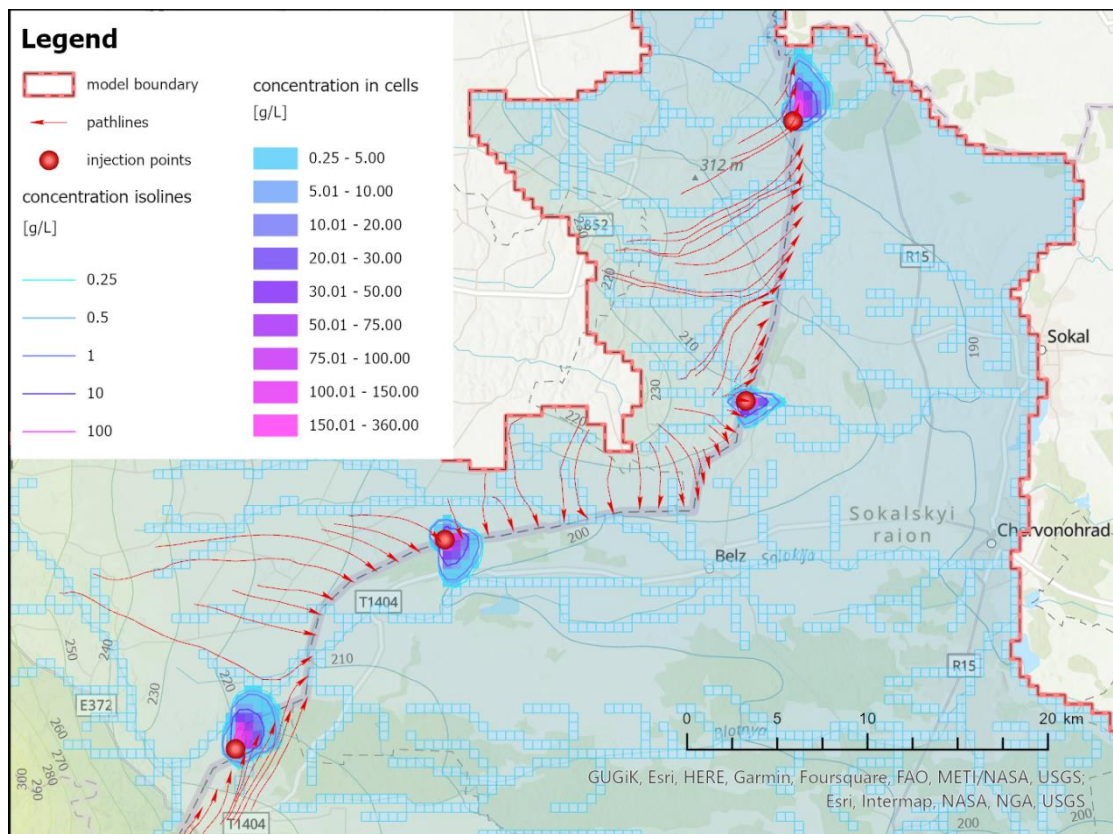 Legend
model boundary
pathlines
injection points
concentration isolines
[g/L]
0.25
0.5
1
10
100
concentration in cells
[g/L]
0.25 - 5.00
5.01 - 10.00
10.01 - 20.00
20.01 - 30.00
30.01 - 50.00
50.01 - 75.00
75.01 - 100.00
100.01 - 150.00
150.01 - 360.00
312 m
852
220
R15
Sokal
190
210
230
220
Sokalskyi
raion
Chervonohrad
200
Belz
Sołokija
T1404
210
R15
250
240
230
220
E372
260
270
280
290
300
T1404
0 5 10 20 km
200
200
GUGiK, Esri, HERE, Garmin, Foursquare, FAO, METI/NASA, USGS;
Esri, Intermap, NASA, NGA, USGS